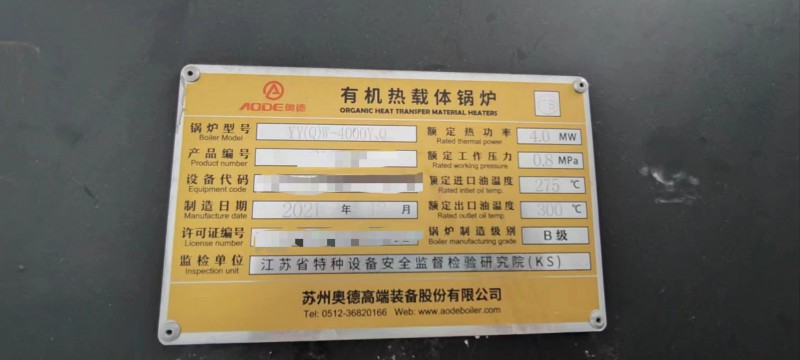 AODE奥德
有机热载体锅炉
ORGANIC HEAT TRANSFER MATERIAL HEATERS
锅炉型号
Boiler Model
YY(Q)W-4000Y.Q
额定热功率 4.0 MW
Rated thermal power
产品编号
Product number
额定工作压力 0.8 MPa
Rated working pressure
设备代码
Equipment code
额定进口油温度 275 ℃
Rated intlet oil temp.
制造日期 2021 年 月
Manufacture date
额定出口油温度 300 ℃
Rated outlet oil temp.
许可证编号
License number
锅炉制造级别 B级
Boiler manufacturing grade
监检单位 江苏省特种设备安全监督检验研究院(KS)
Inspection unit
苏州奥德高端装备股份有限公司
Tel: 0512-36820166 Web: www.aodeboiler.com